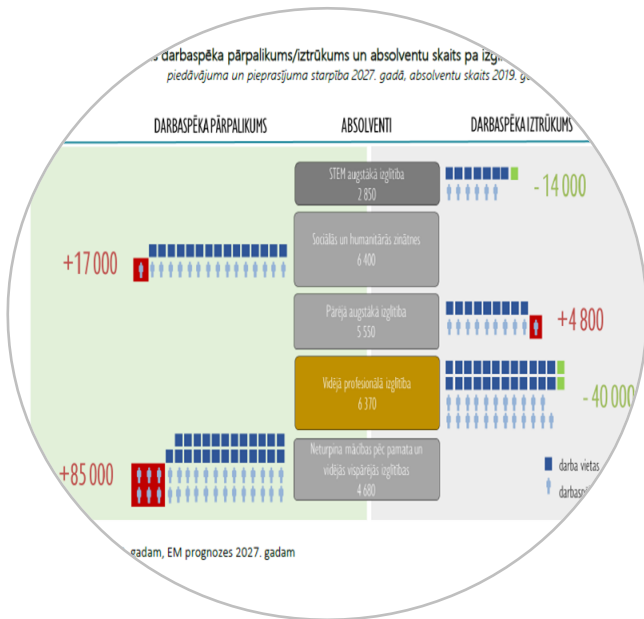 darbaspēka pārpalikums/iztrūkums un absolventu skaits pa
piedāvājuma un pieprasījuma starpība 2027. gadā, absolventu skaits 2019.
DARBASPĒKA PĀRPALIKUMS ABSOLVENTI DARBASPĒKA IZTRŪKUMS
STEM augstākā izglītība
2 850
- 14 000
Sociālās un humanitārās zinātnes
6 400
+17 000
Pārējā augstākā izglītība
5 550
+4 800
Vidējā profesionālā izglītība
6 370
- 40 000
Neturpina mācības pēc pamata un
vidējās vispārējās izglītības
4 680
+85 000
darba vietas
gadam, EM prognozes 2027. gadam